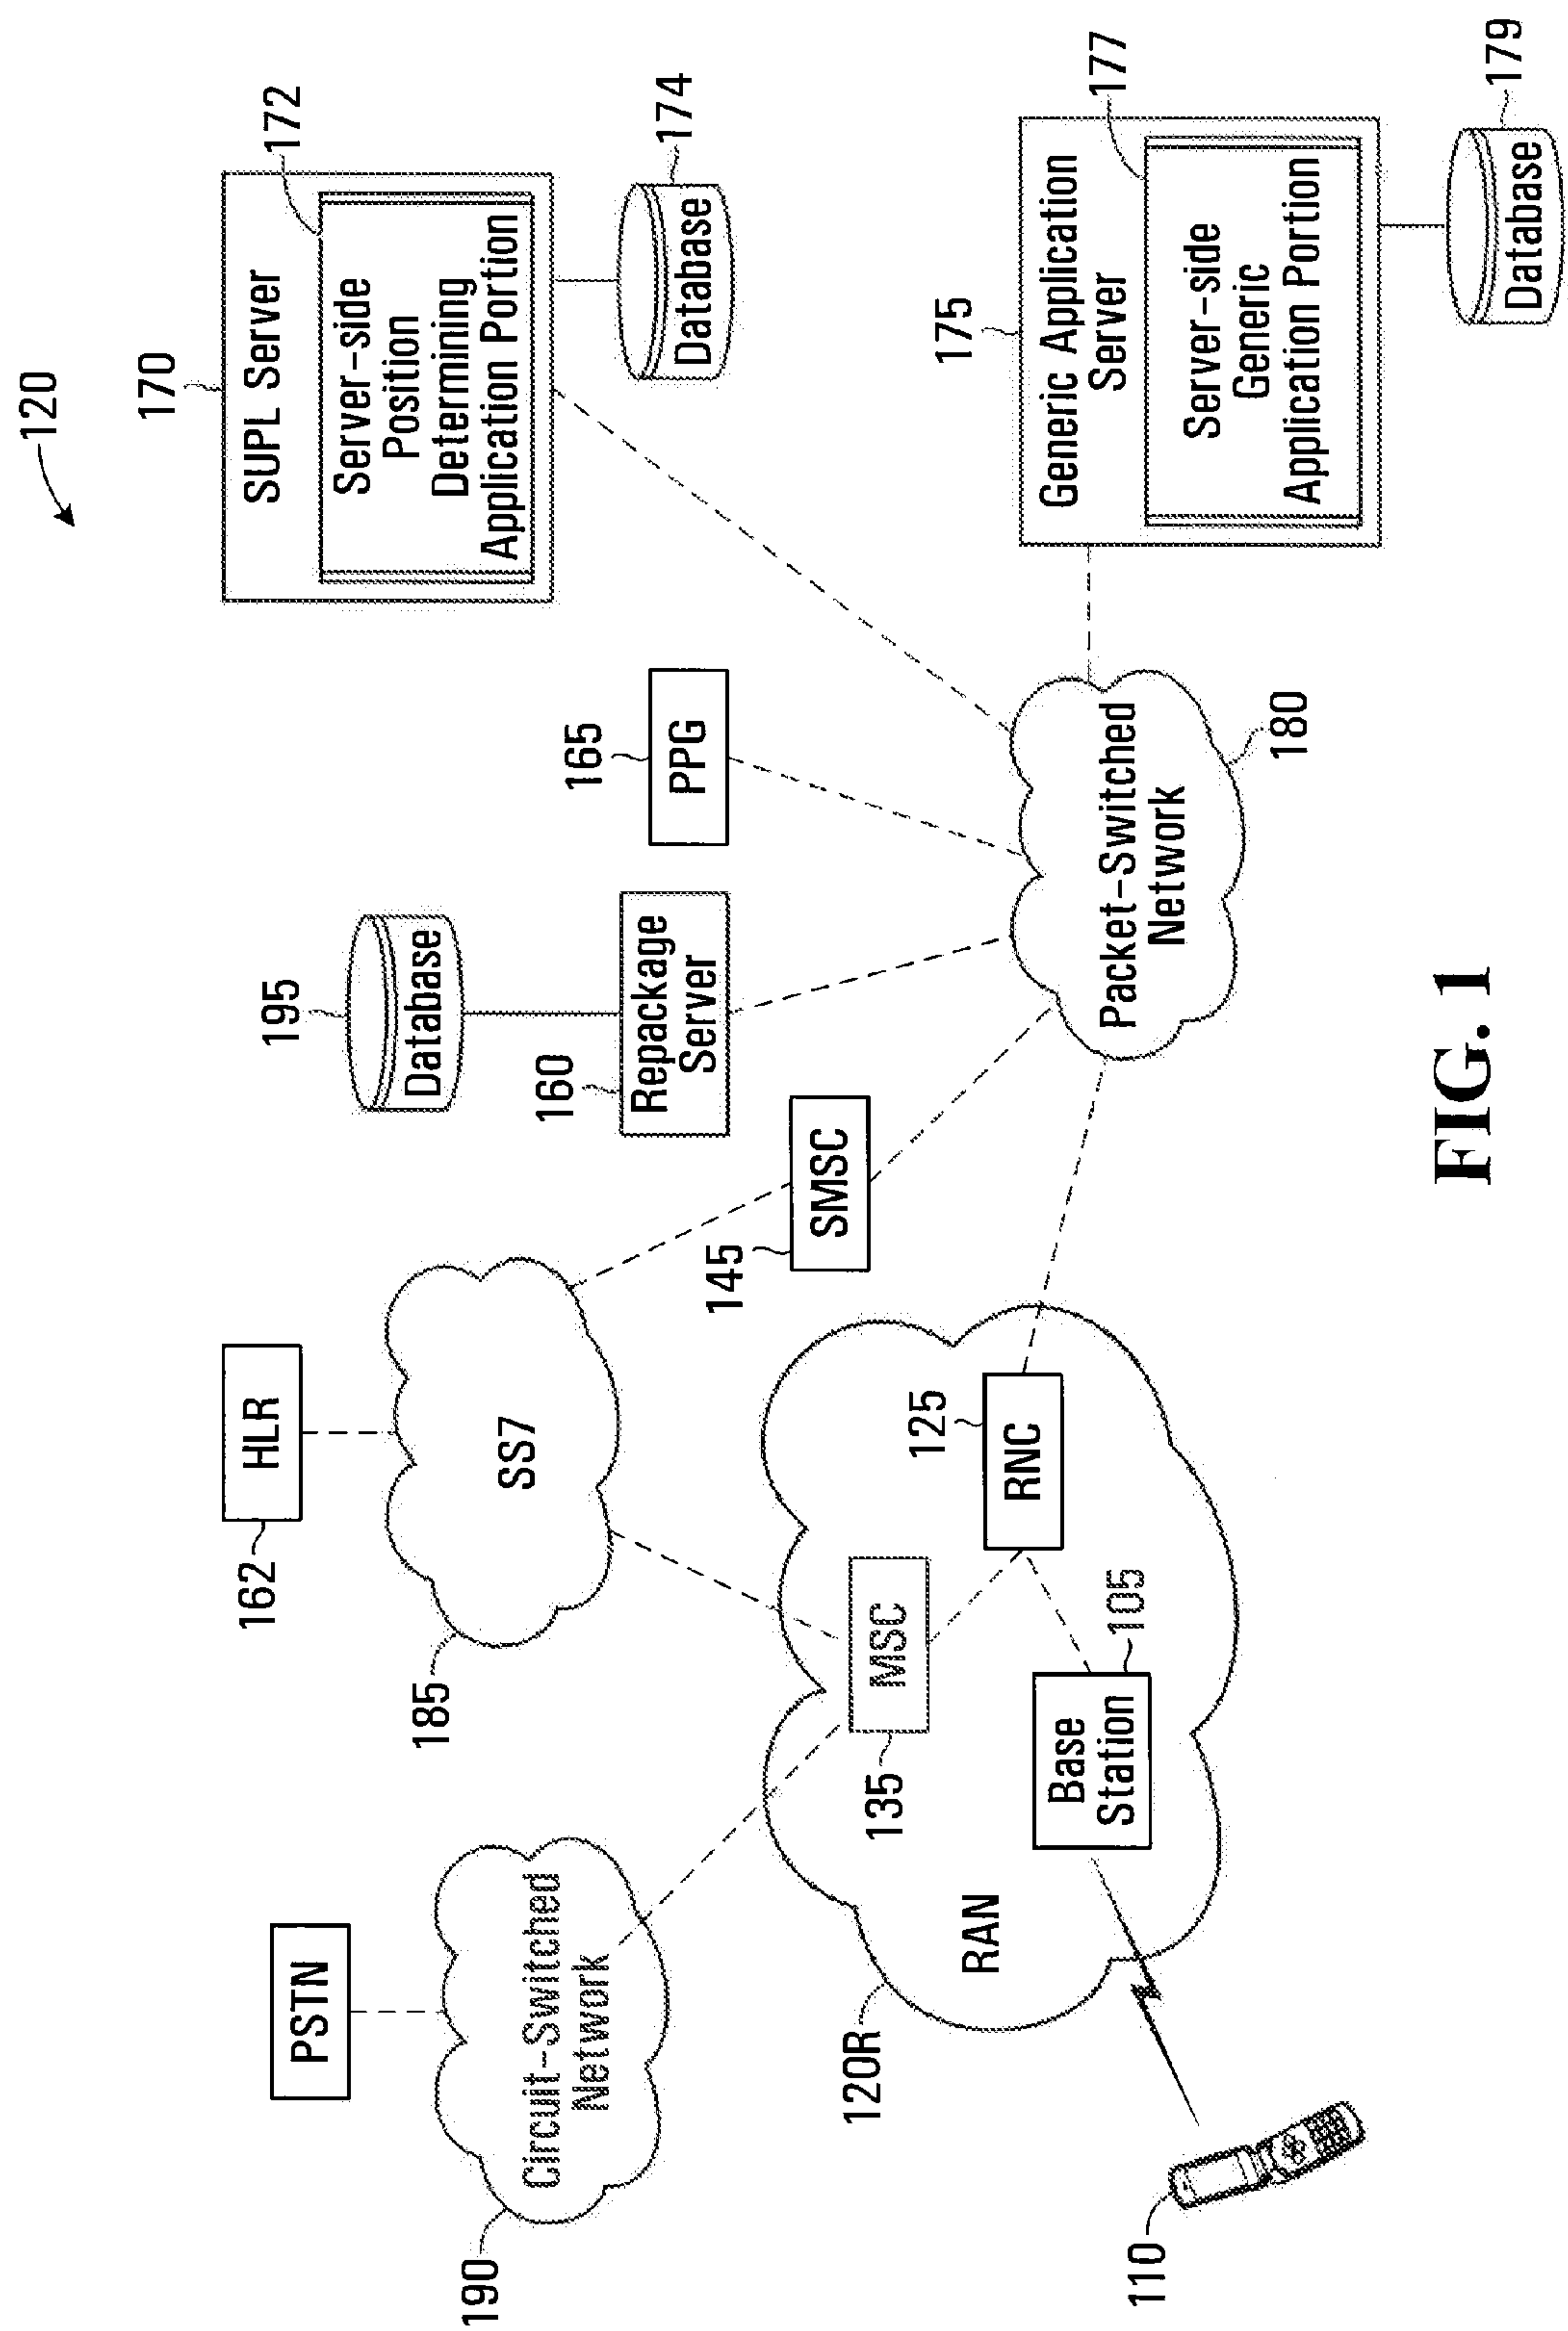 120
170
SUPL Server
172
Server-side
Position
Determining
Application Portion
174
Database
175
Generic Application
Server
177
Server-side
Generic
Application Portion
179
Database
165
PPG
195
Database
160
Repackage
Server
145
SMSC
Packet-Switched
Network
180
162
HLR
SS7
185
PSTN
Circuit-Switched
Network
190
120R
RAN
MSC
135
125
RNC
105
Base
Station
110
FIG. 1